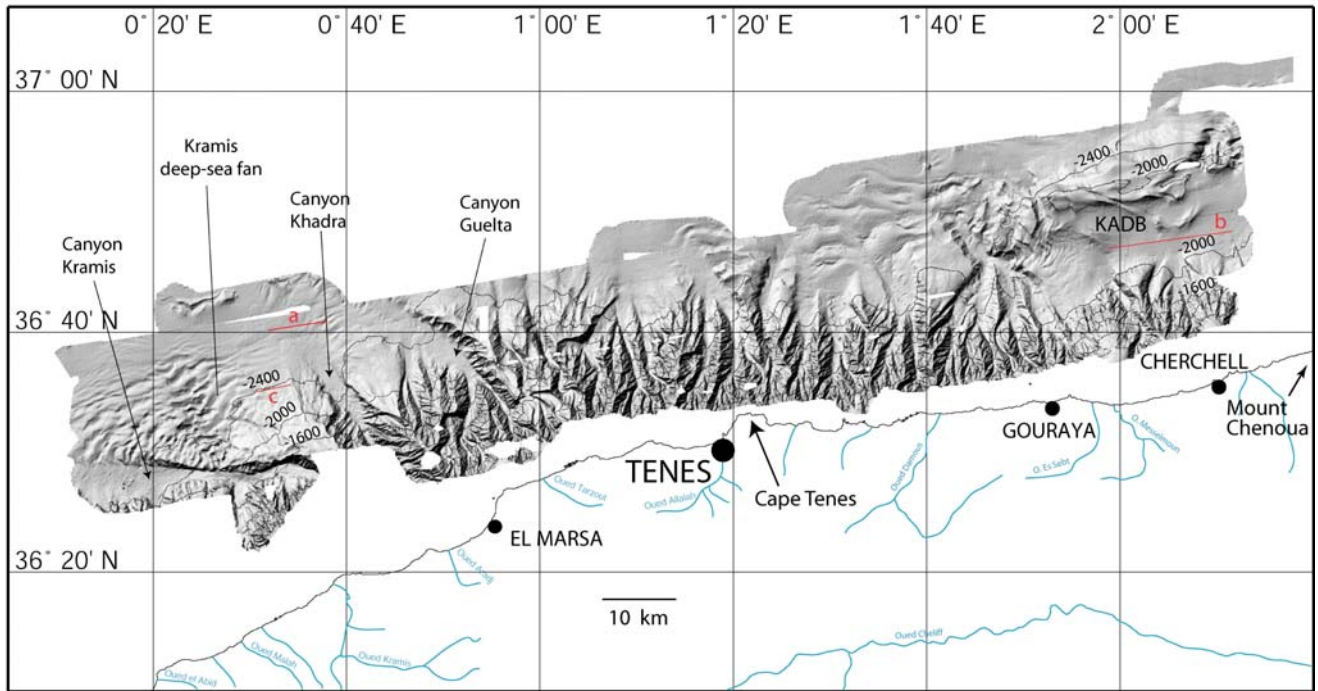 0° 20' E
0° 40' E
1° 00' E
1° 20' E
1° 40' E
2° 00' E
37° 00' N
36° 40' N
36° 20' N
Kramis
deep-sea fan
Canyon
Khadra
Canyon
Guelta
Canyon
Kramis
-2400
-2000
KADB
b
-2000
-1600
a
-2400
c
-2000
-1600
CHERCHELL
Mount
Chenoua
GOURAYA
TENES
Cape Tenes
EL MARSA
10 km
Oued Tarzout
Oued Allalah
Oued Damous
O. Es Sebt
O. Messelmoun
Oued Aradj
Oued Kramis
Oued Malah
Oued el Abid
Oued Cheliff